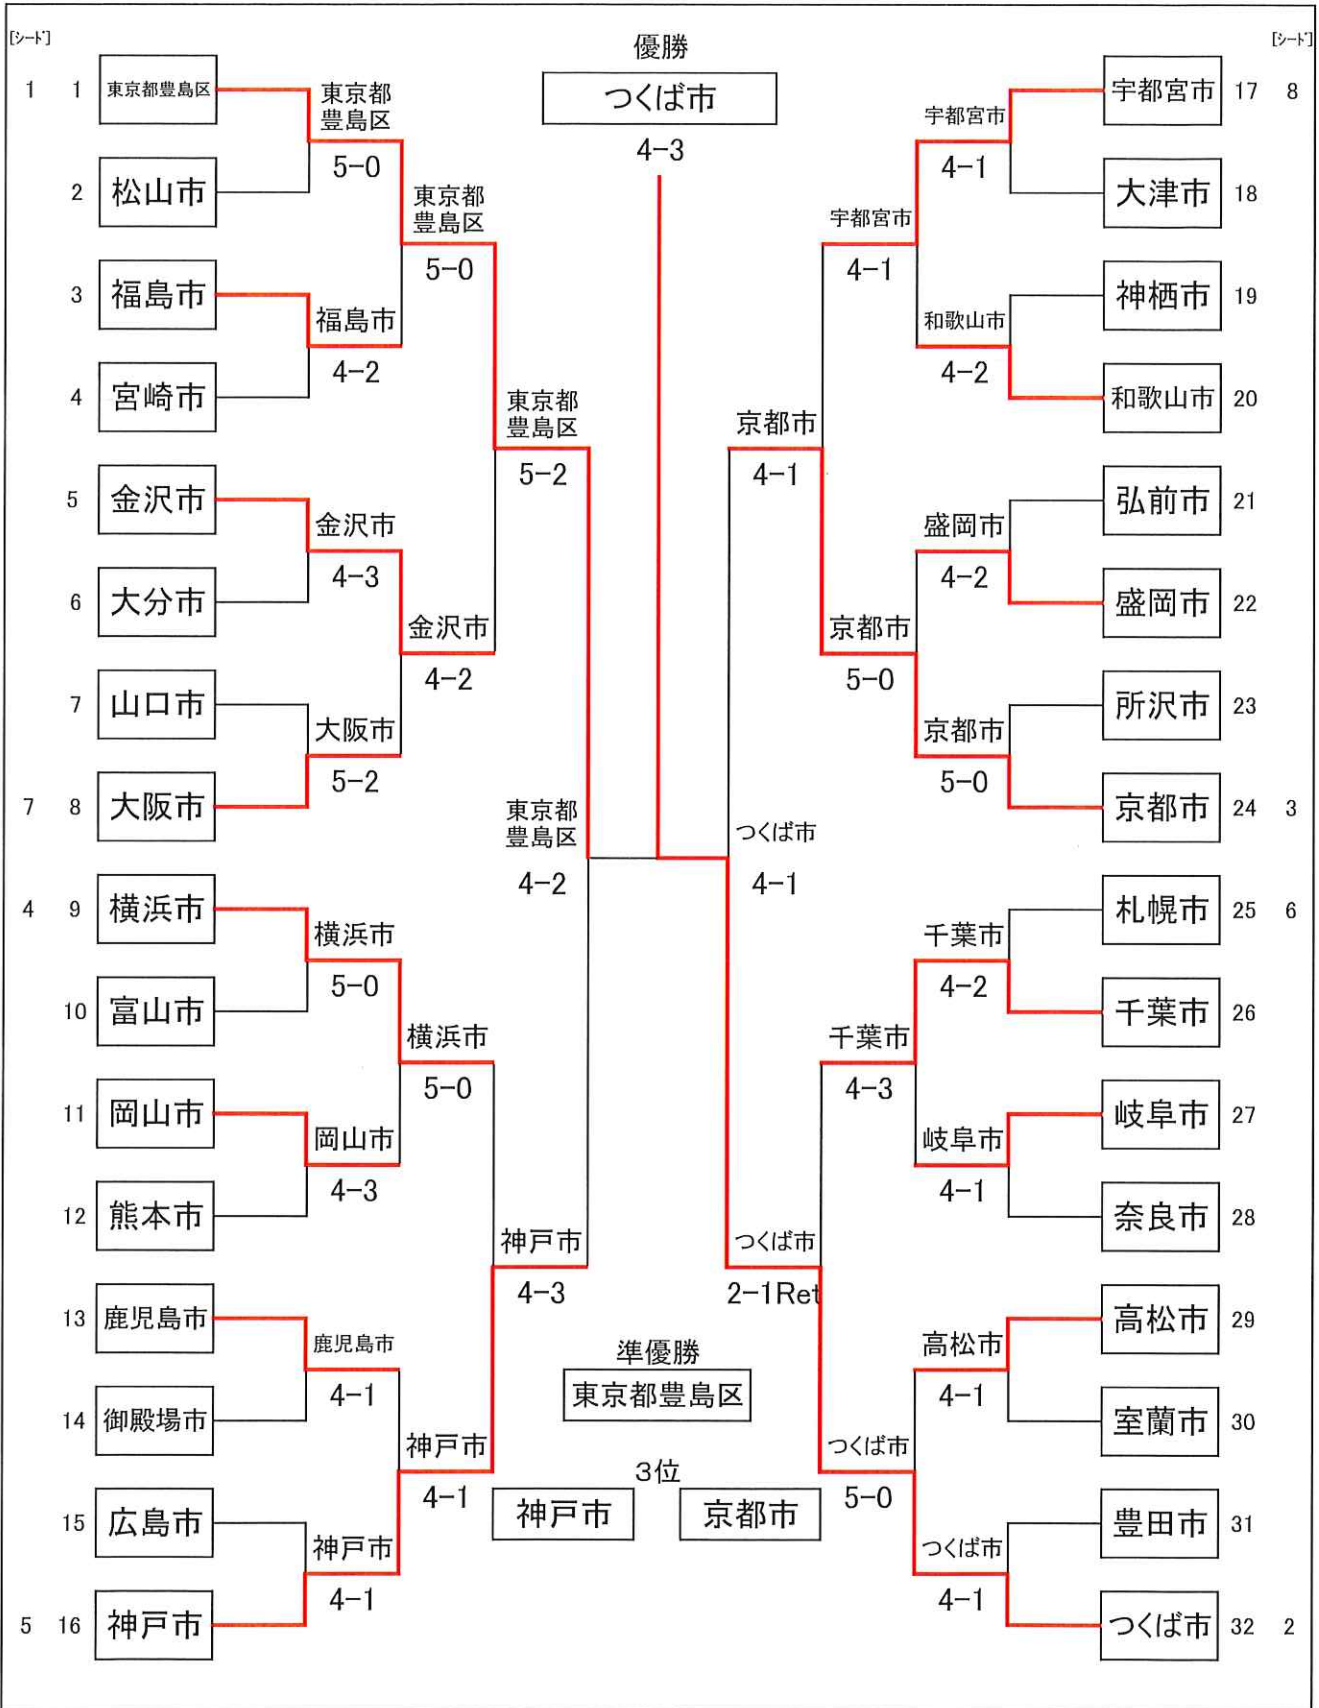 [シード]
[シード]
優勝
つくば市
4-3
1 1 東京都豊島区
2 松山市
3 福島市
4 宮崎市
5 金沢市
6 大分市
7 山口市
7 8 大阪市
4 9 横浜市
10 富山市
11 岡山市
12 熊本市
13 鹿児島市
14 御殿場市
15 広島市
5 16 神戸市
東京都
豊島区
5-0
福島市
4-2
金沢市
4-3
大阪市
5-2
横浜市
5-0
岡山市
4-3
鹿児島市
4-1
神戸市
4-1
東京都
豊島区
5-0
金沢市
4-2
横浜市
5-0
神戸市
4-1
東京都
豊島区
5-2
神戸市
4-3
東京都
豊島区
4-2
つくば市
4-1
京都市
4-1
つくば市
2-1Ret
宇都宮市
4-1
京都市
5-0
千葉市
4-3
つくば市
5-0
宇都宮市
4-1
和歌山市
4-2
盛岡市
4-2
京都市
5-0
千葉市
4-2
岐阜市
4-1
高松市
4-1
つくば市
4-1
宇都宮市 17 8
大津市 18
神栖市 19
和歌山市 20
弘前市 21
盛岡市 22
所沢市 23
京都市 24 3
札幌市 25 6
千葉市 26
岐阜市 27
奈良市 28
高松市 29
室蘭市 30
豊田市 31
つくば市 32 2
準優勝
東京都豊島区
3位
神戸市 京都市